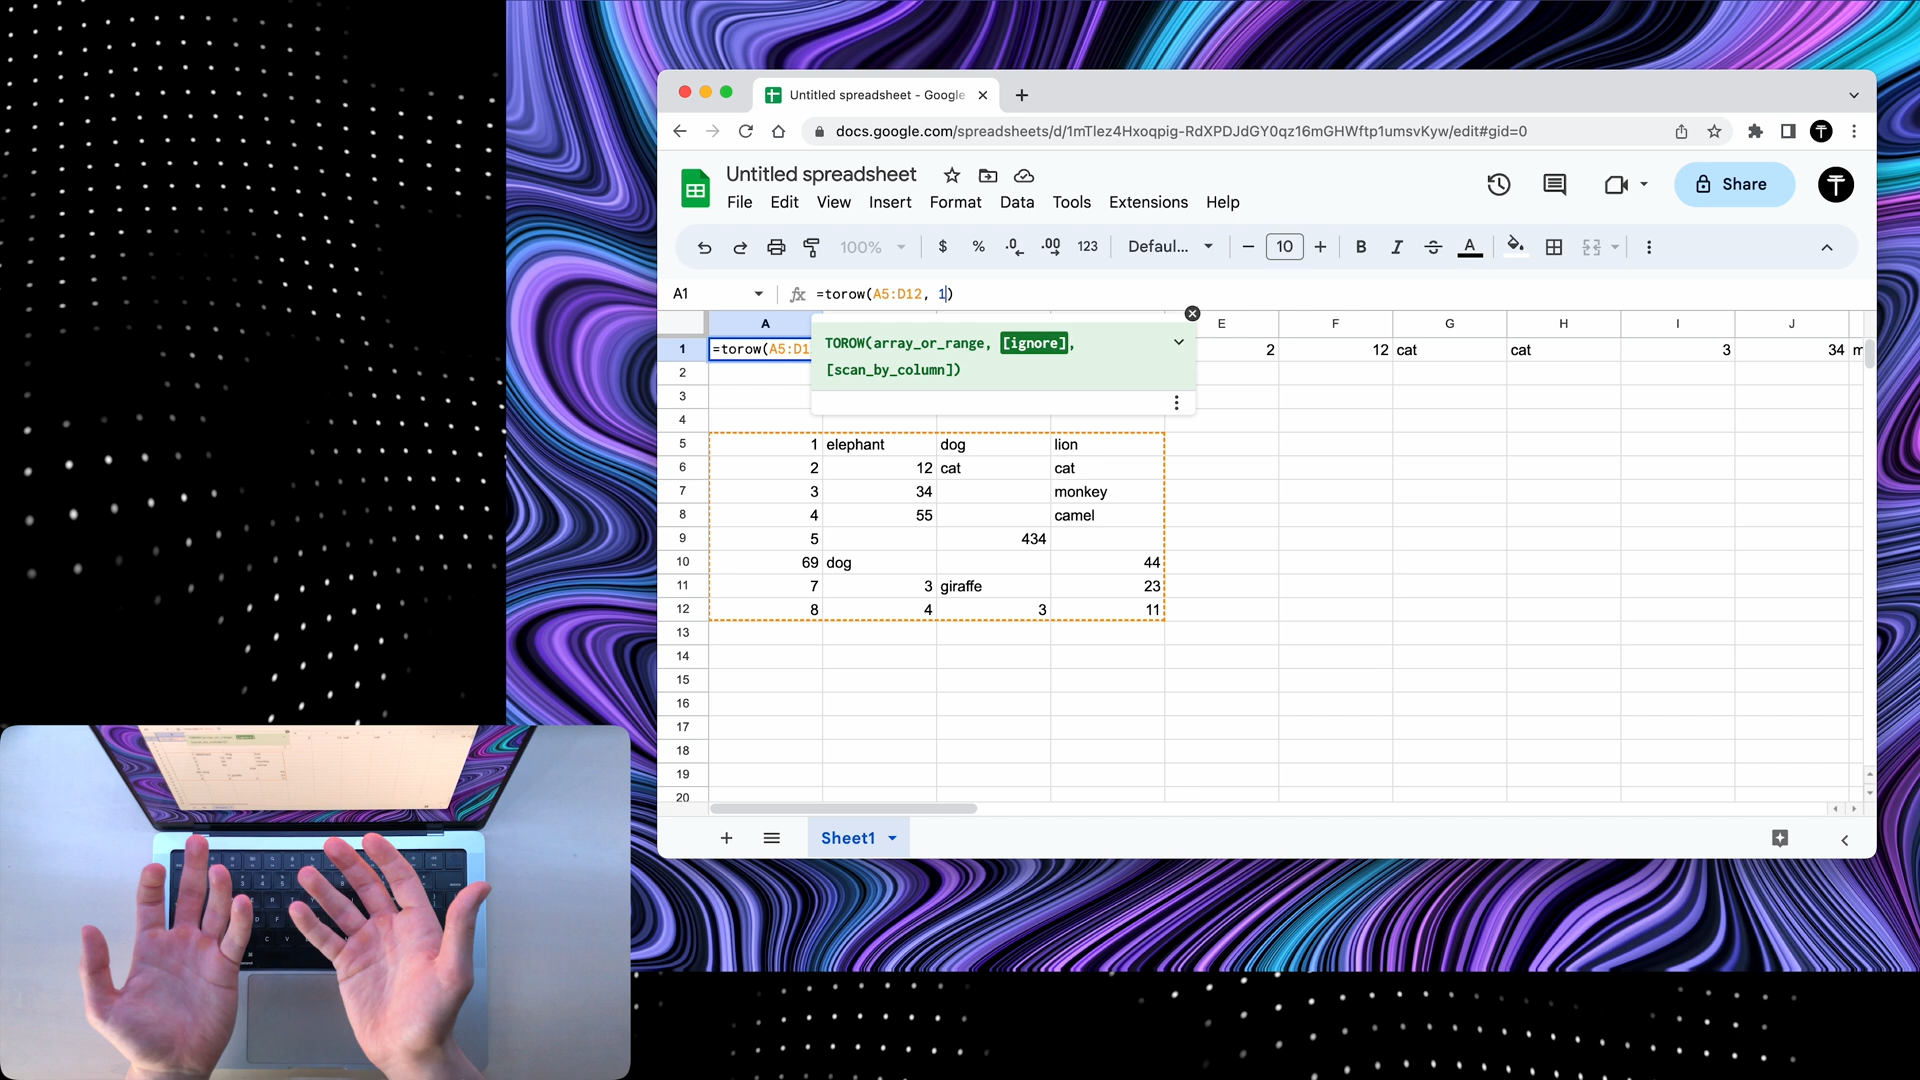 Untitled spreadsheet - Google
docs.google.com/spreadsheets/d/1mTlez4Hxoqpig-RdXPDJdGY0qz16mGHWftp1umsvKyw/edit#gid=0
Untitled spreadsheet
File Edit View Insert Format Data Tools Extensions Help
Share
100% $ % .0 .00 123 Defaul... 10 B I A
A1 fx =torow(A5:D12, 1)
A E F G H I J
1 =torow(A5:D1 2 12 cat cat 3 34 m
TOROW(array_or_range, [ignore],
[scan_by_column])
2
3
4
5 1 elephant dog lion
6 2 12 cat cat
7 3 34 monkey
8 4 55 camel
9 5 434
10 69 dog 44
11 7 3 giraffe 23
12 8 4 3 11
13
14
15
16
17
18
19
20
Sheet1